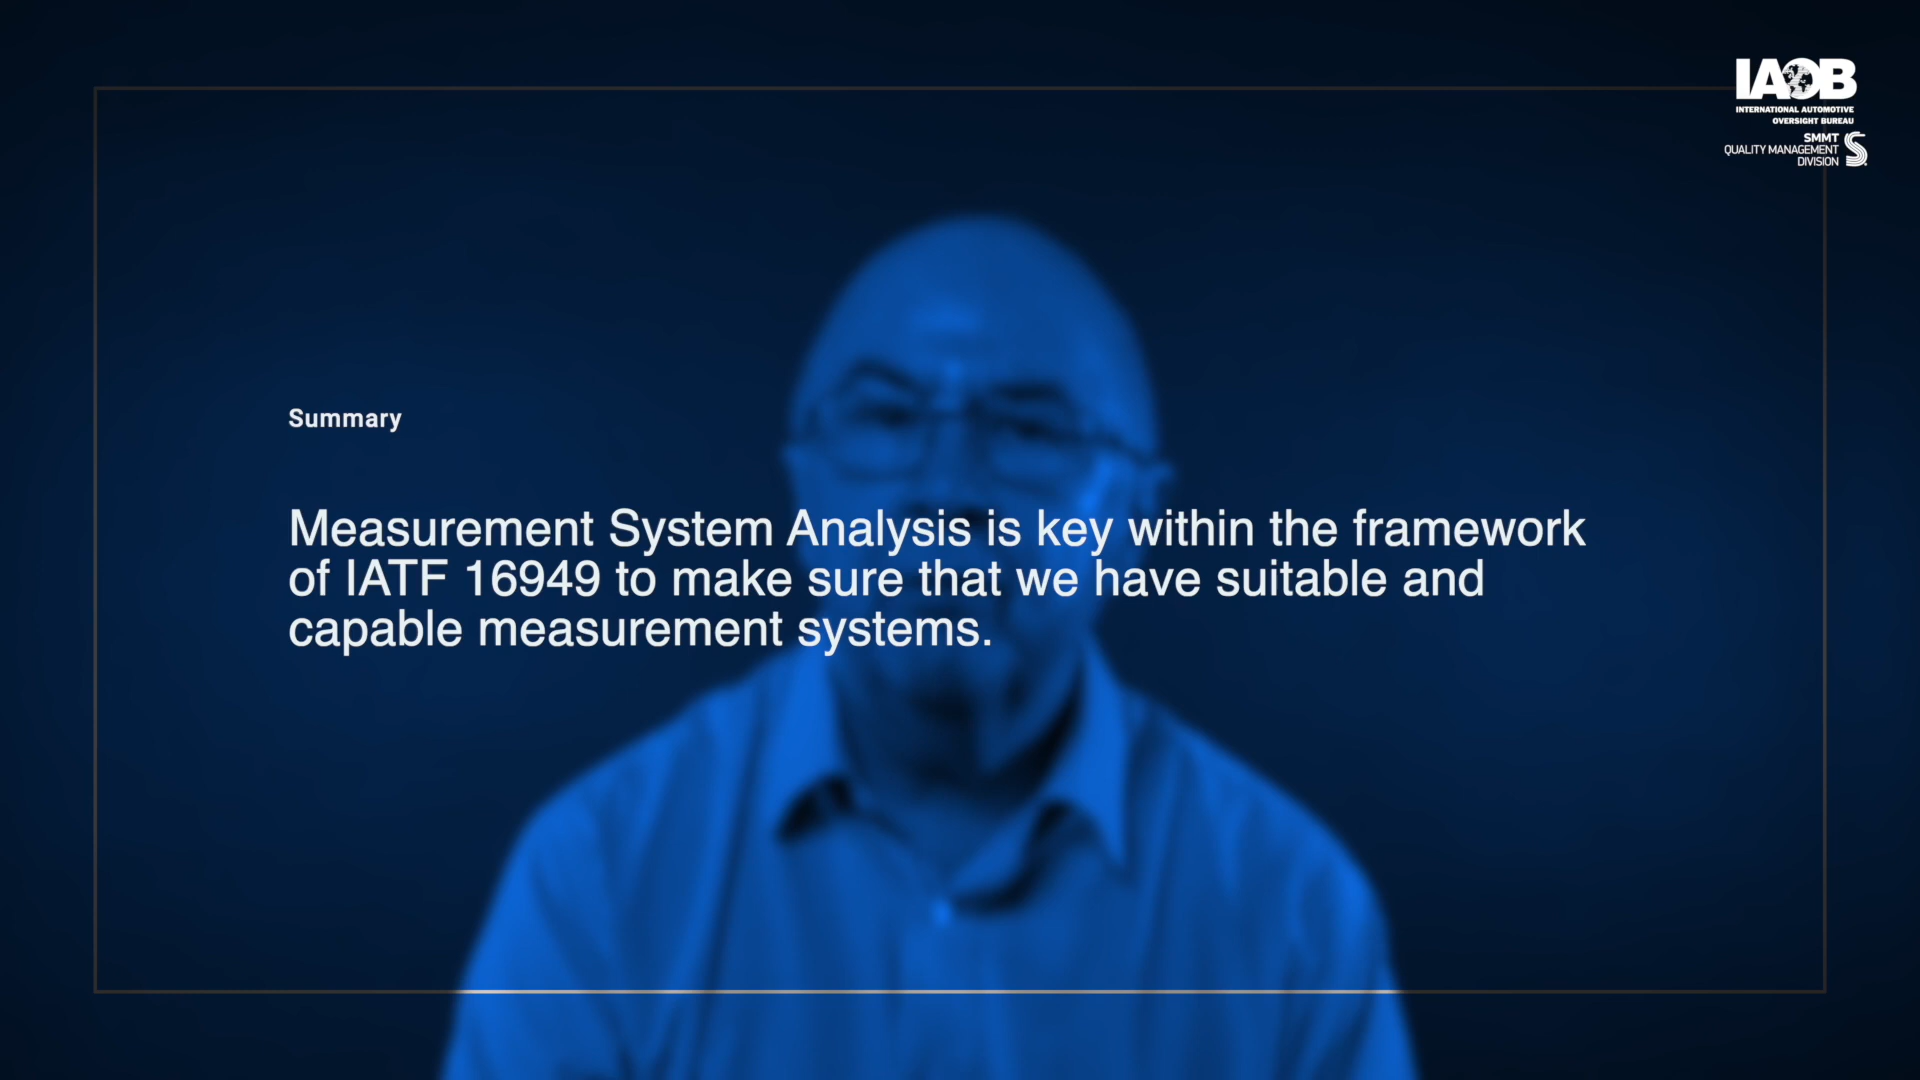 IAOB
INTERNATIONAL AUTOMOTIVE
OVERSIGHT BUREAU
SMMT
QUALITY MANAGEMENT
DIVISION
Summary
Measurement System Analysis is key within the framework
of IATF 16949 to make sure that we have suitable and
capable measurement systems.